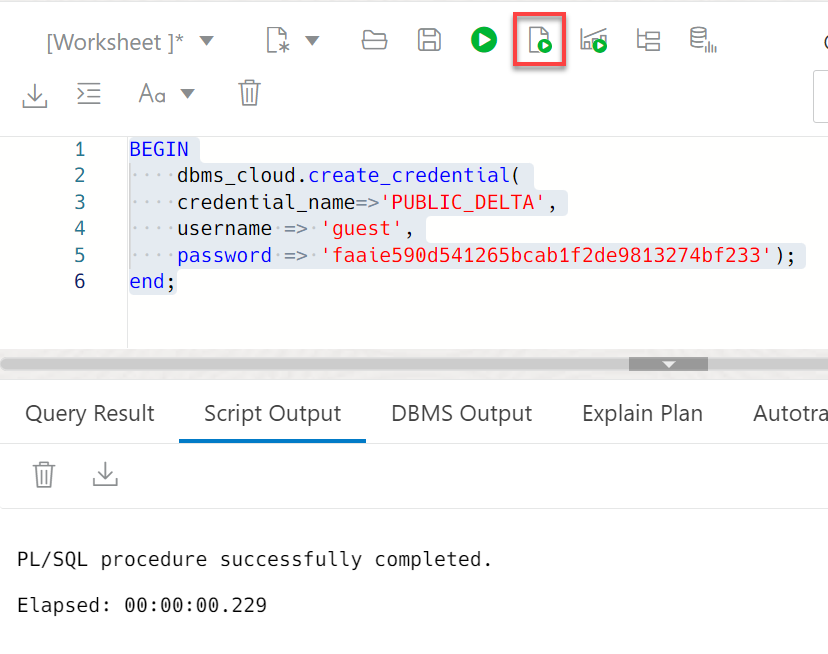 [Worksheet ]*
Aa
1 BEGIN
2 ····dbms_cloud.create_credential(
3 ····credential_name=>'PUBLIC_DELTA',
4 ····username·=>·'guest',
5 ····password·=>·'faaie590d541265bcab1f2de9813274bf233');
6 end;
Query Result Script Output DBMS Output Explain Plan Autotra
PL/SQL procedure successfully completed.
Elapsed: 00:00:00.229